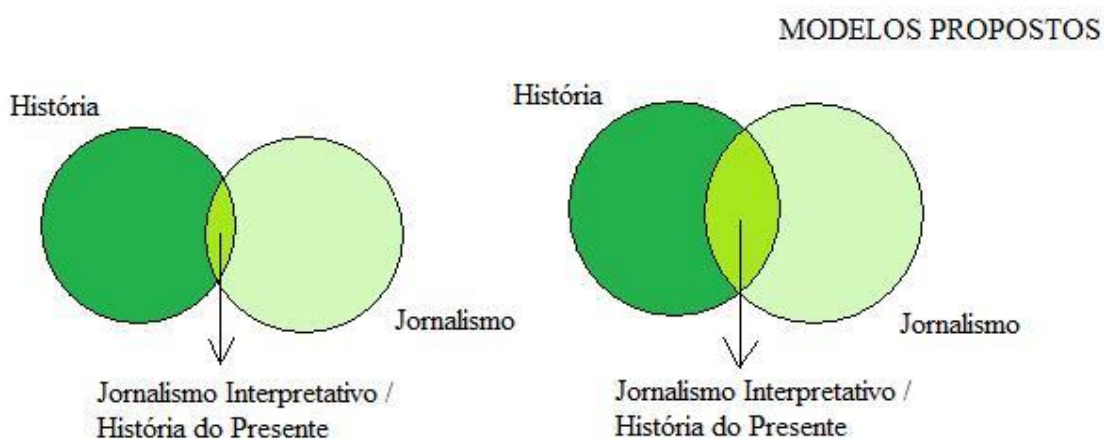 MODELOS PROPOSTOS
História
Jornalismo
Jornalismo Interpretativo /
História do Presente
História
Jornalismo
Jornalismo Interpretativo /
História do Presente